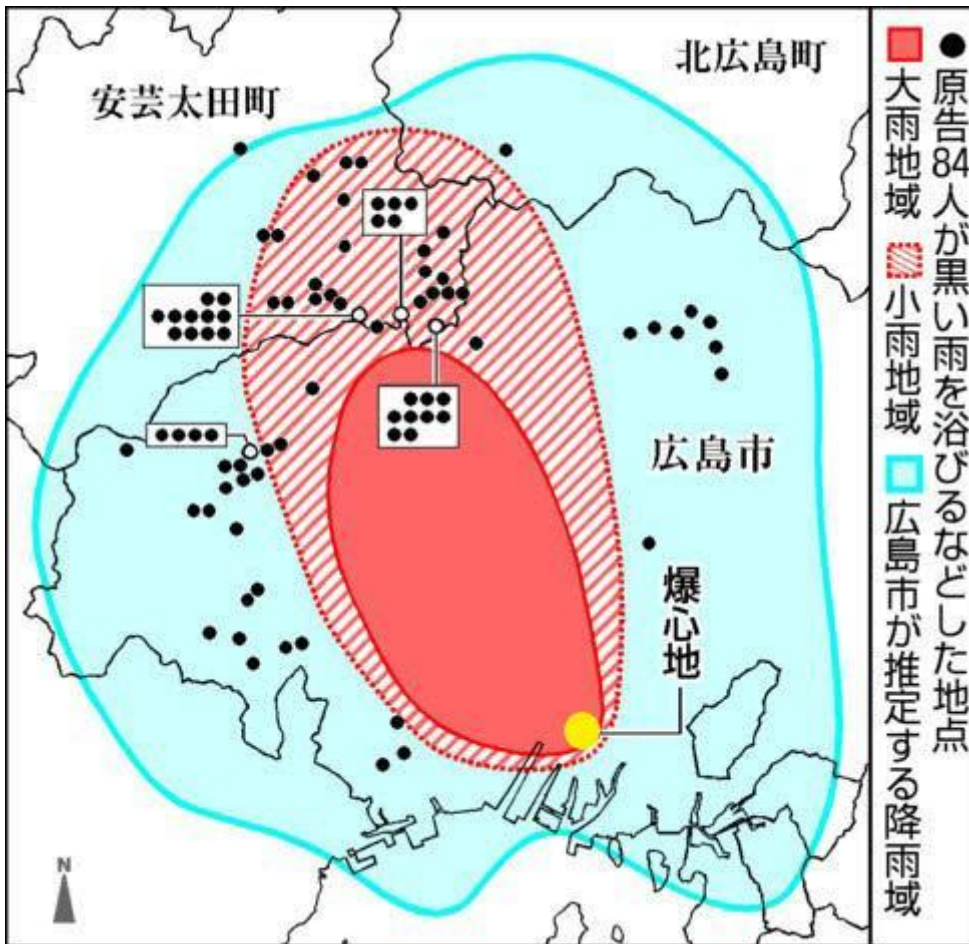 ●原告84人が黒い雨を浴びるなどした地点
大雨地域 小雨地域 広島市が推定する降雨域
北広島町
安芸太田町
広島市
爆心地
N